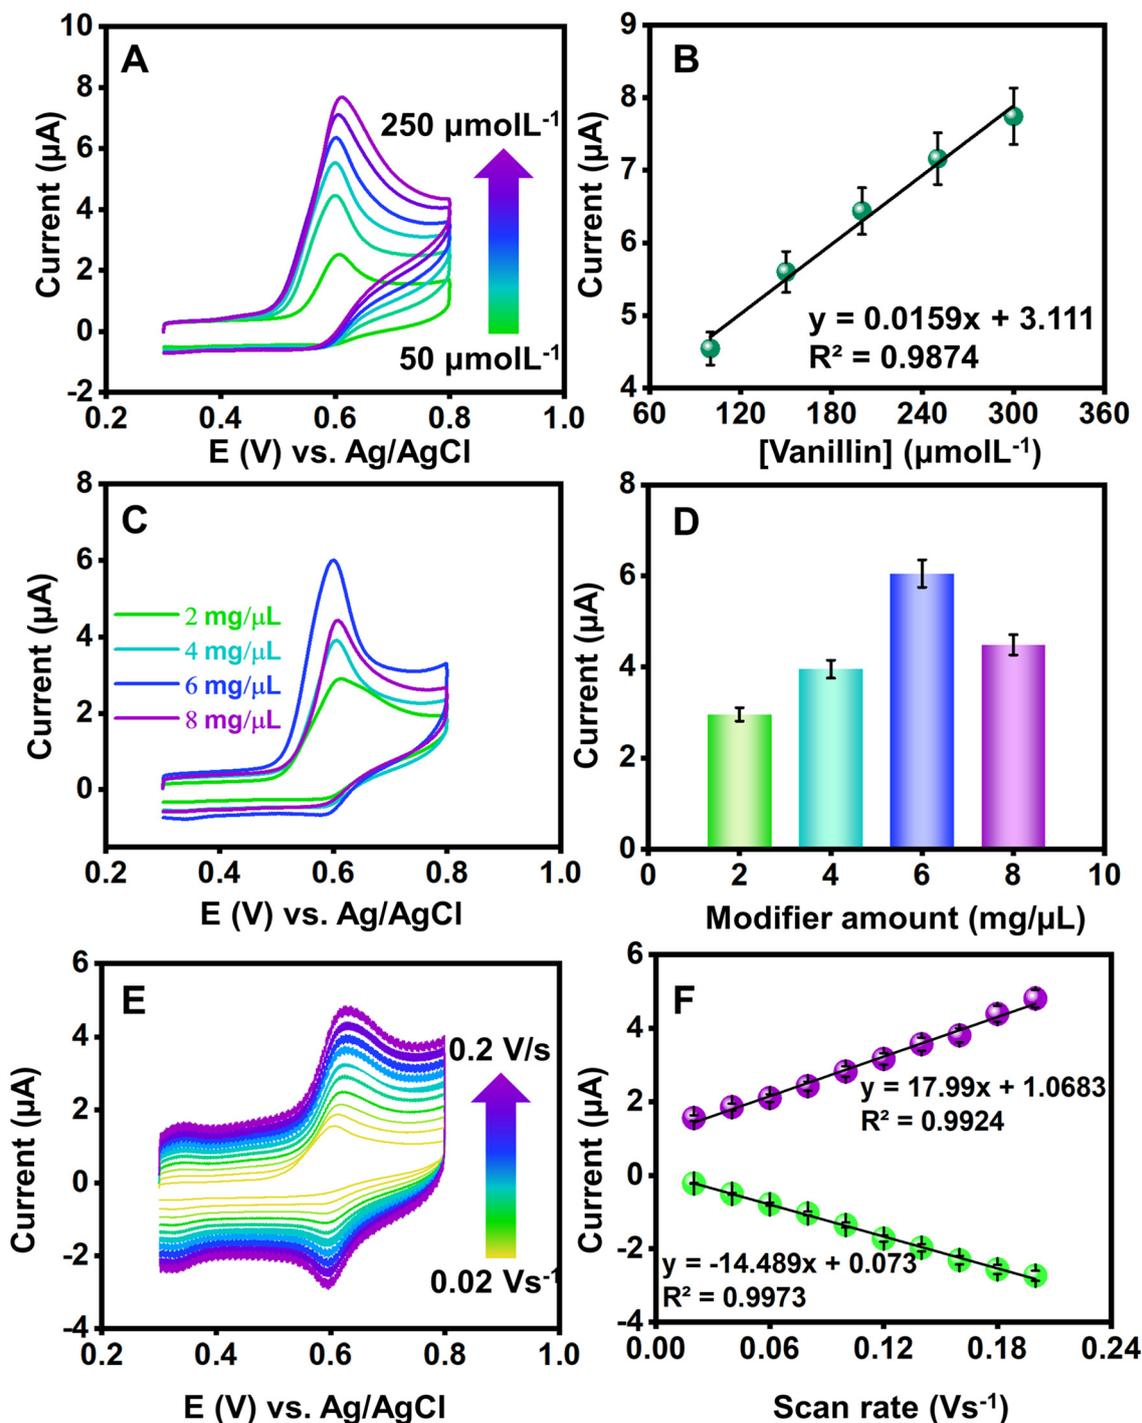 A
10
8
6
4
2
0
-2
Current (µA)
250 µmolL⁻¹
50 µmolL⁻¹
0.2 0.4 0.6 0.8 1.0
E (V) vs. Ag/AgCl
B
9
8
7
6
5
4
Current (µA)
y = 0.0159x + 3.111
R² = 0.9874
60 120 180 240 300 360
[Vanillin] (µmolL⁻¹)
C
8
6
4
2
0
Current (µA)
2 mg/µL
4 mg/µL
6 mg/µL
8 mg/µL
0.2 0.4 0.6 0.8 1.0
E (V) vs. Ag/AgCl
D
8
6
4
2
0
Current (µA)
0 2 4 6 8 10
Modifier amount (mg/µL)
E
6
4
2
0
-2
-4
Current (µA)
0.2 V/s
0.02 Vs⁻¹
0.2 0.4 0.6 0.8 1.0
E (V) vs. Ag/AgCl
F
6
4
2
0
-2
-4
Current (µA)
y = 17.99x + 1.0683
R² = 0.9924
y = -14.489x + 0.073
R² = 0.9973
0.00 0.06 0.12 0.18 0.24
Scan rate (Vs⁻¹)